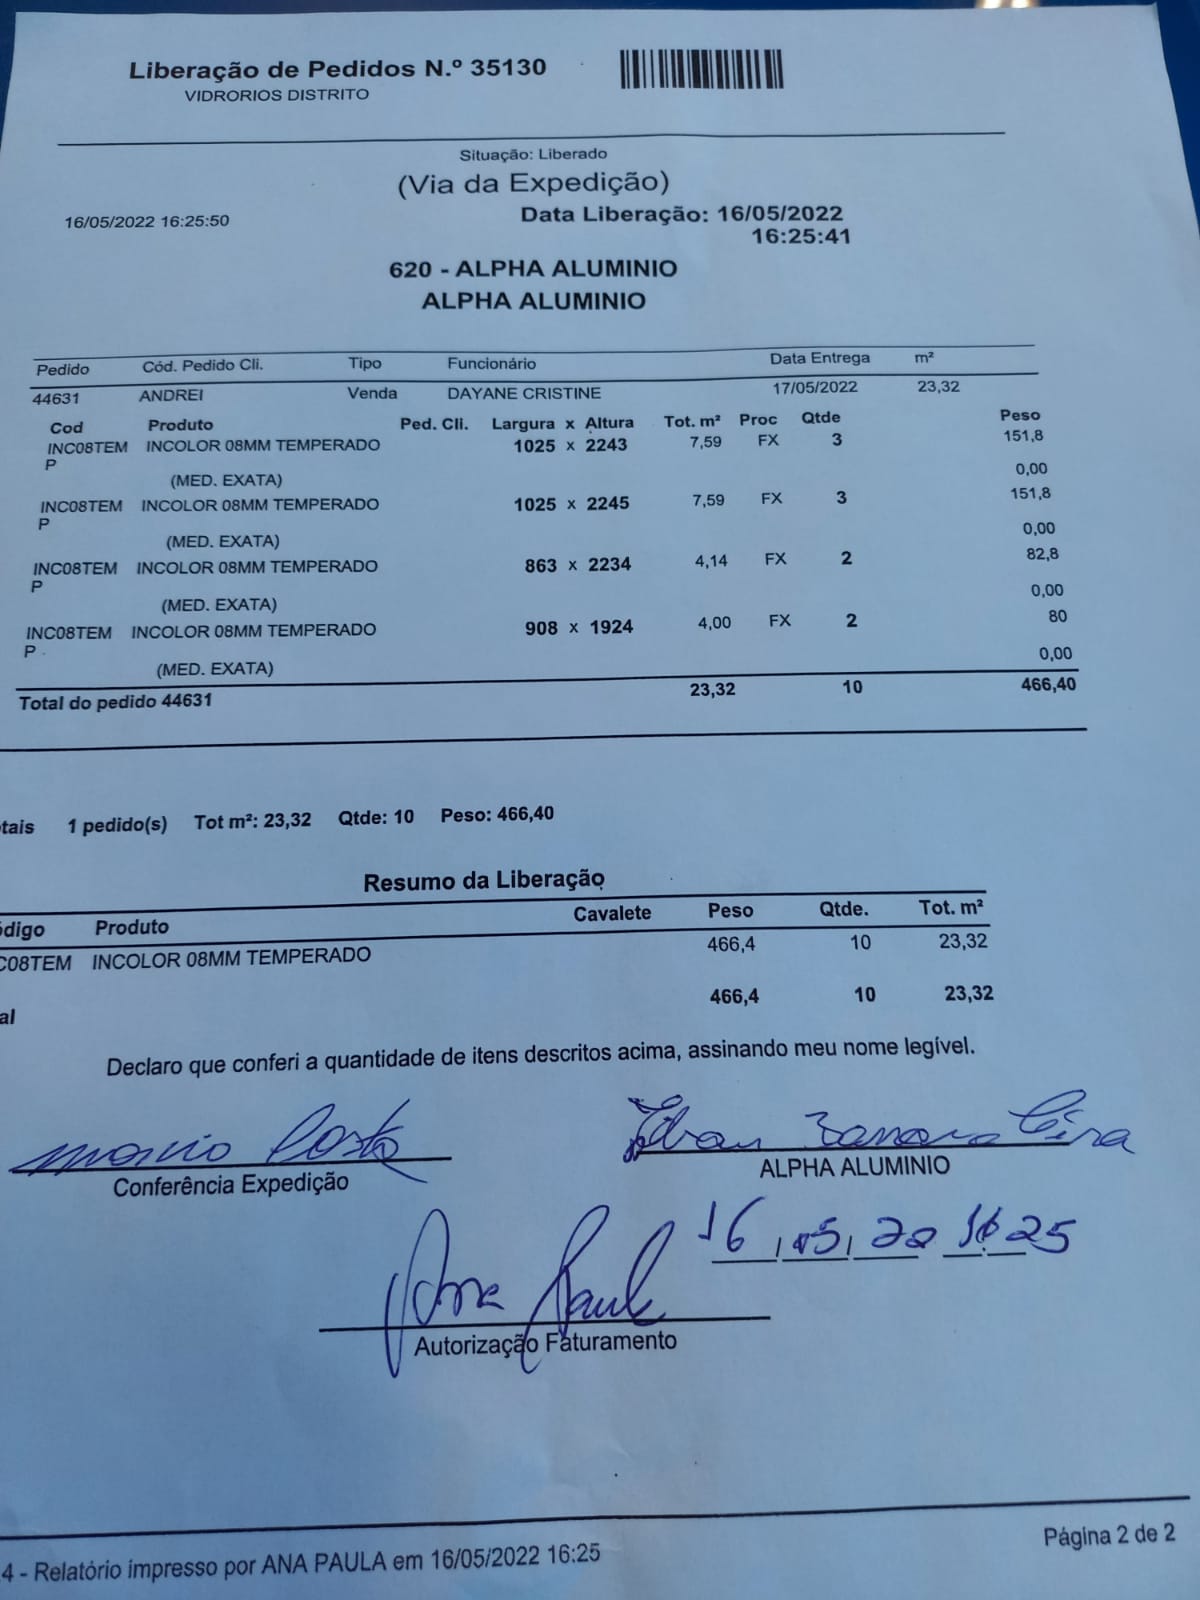 Liberação de Pedidos N.º 35130
VIDRORIOS DISTRITO
Situação: Liberado
(Via da Expedição)
16/05/2022 16:25:50 Data Liberação: 16/05/2022
16:25:41
620 - ALPHA ALUMINIO
ALPHA ALUMINIO
Pedido Cód. Pedido Cli. Tipo Funcionário Data Entrega m²
44631 ANDREI Venda DAYANE CRISTINE 17/05/2022 23,32
Cod Produto Ped. Cli. Largura x Altura Tot. m² Proc Qtde Peso
INC08TEM INCOLOR 08MM TEMPERADO 1025 x 2243 7,59 FX 3 151,8
P
(MED. EXATA) 0,00
INC08TEM INCOLOR 08MM TEMPERADO 1025 x 2245 7,59 FX 3 151,8
P
(MED. EXATA) 0,00
INC08TEM INCOLOR 08MM TEMPERADO 863 x 2234 4,14 FX 2 82,8
P
(MED. EXATA) 0,00
INC08TEM INCOLOR 08MM TEMPERADO 908 x 1924 4,00 FX 2 80
P
(MED. EXATA) 0,00
Total do pedido 44631 23,32 10 466,40
tais 1 pedido(s) Tot m²: 23,32 Qtde: 10 Peso: 466,40
Resumo da Liberação
ódigo Produto Cavalete Peso Qtde. Tot. m²
C08TEM INCOLOR 08MM TEMPERADO 466,4 10 23,32
al 466,4 10 23,32
Declaro que conferi a quantidade de itens descritos acima, assinando meu nome legível.
marcio Costa
Conferência Expedição ALPHA ALUMINIO
16/05/22 16:25
Ana Paula
Autorização Faturamento
4 - Relatório impresso por ANA PAULA em 16/05/2022 16:25 Página 2 de 2